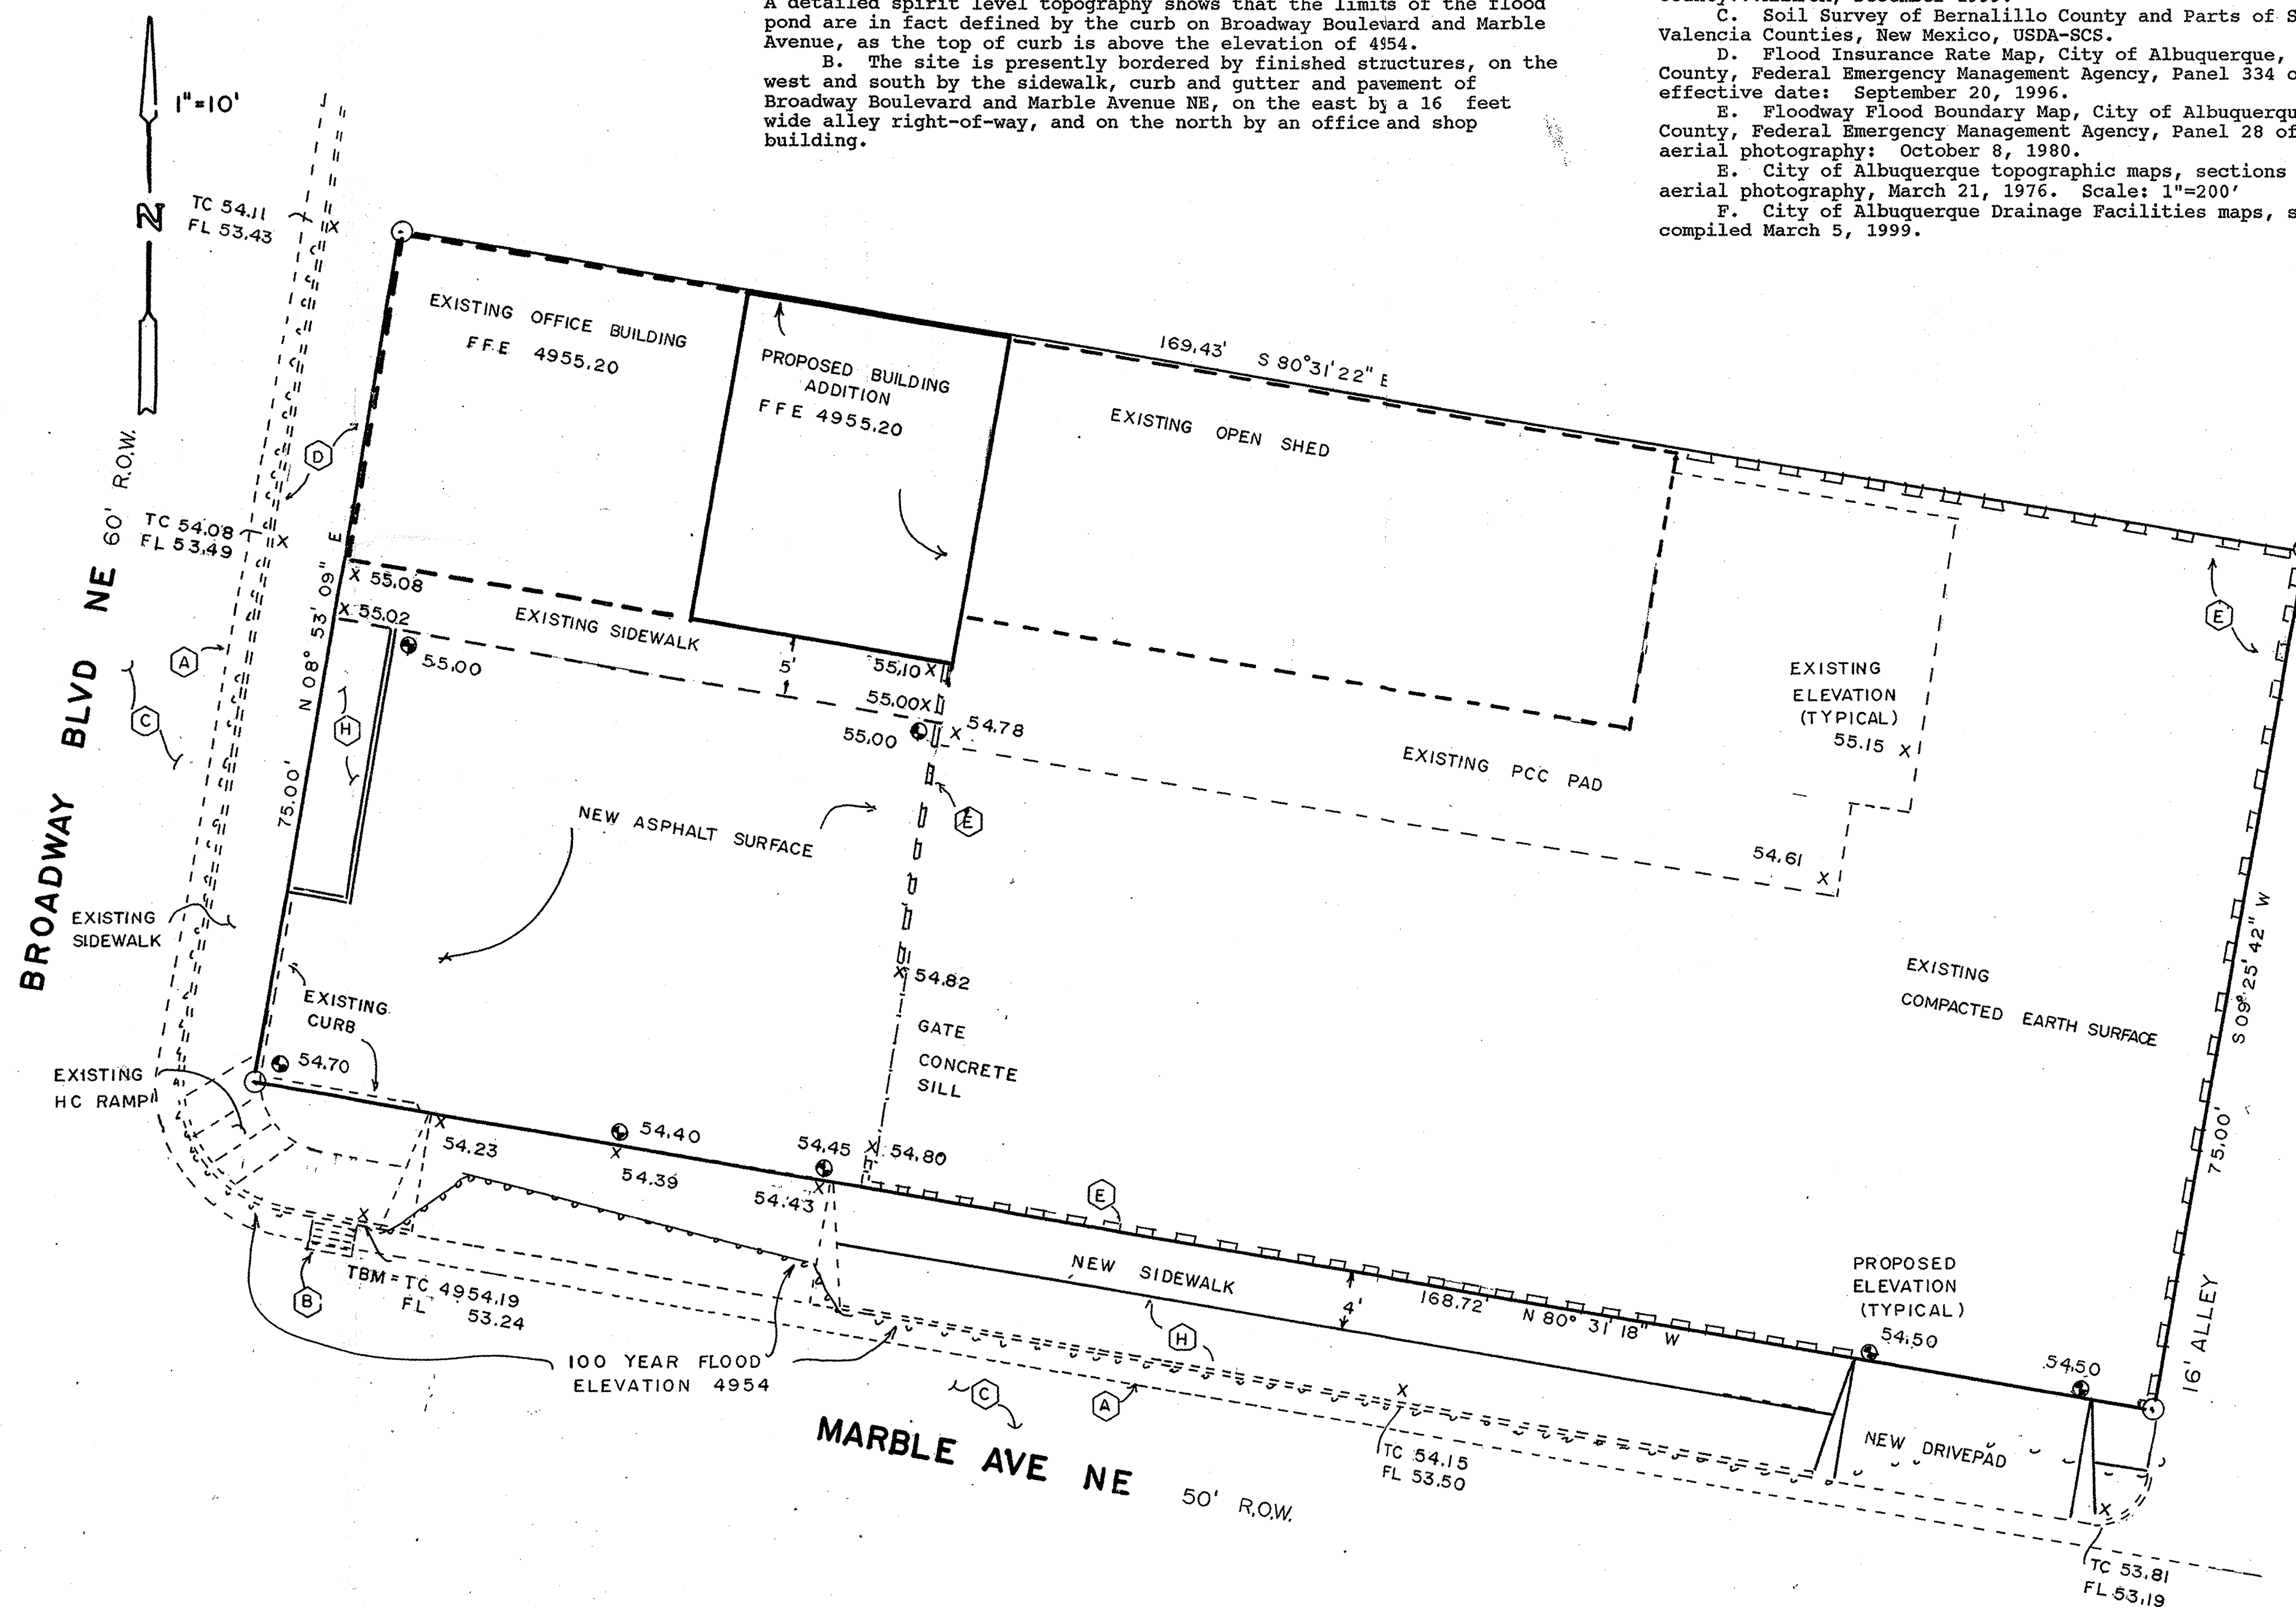 A detailed spirit level topography shows that the limits of the flood
pond are in fact defined by the curb on Broadway Boulevard and Marble
Avenue, as the top of curb is above the elevation of 4954.
B. The site is presently bordered by finished structures, on the
west and south by the sidewalk, curb and gutter and pavement of
Broadway Boulevard and Marble Avenue NE, on the east by a 16 feet
wide alley right-of-way, and on the north by an office and shop
building.
C. Soil Survey of Bernalillo County and Parts of S
Valencia Counties, New Mexico, USDA-SCS.
D. Flood Insurance Rate Map, City of Albuquerque,
County, Federal Emergency Management Agency, Panel 334 o
effective date: September 20, 1996.
E. Floodway Flood Boundary Map, City of Albuquerqu
County, Federal Emergency Management Agency, Panel 28 of
aerial photography: October 8, 1980.
E. City of Albuquerque topographic maps, sections
aerial photography, March 21, 1976. Scale: 1"=200'
F. City of Albuquerque Drainage Facilities maps, s
compiled March 5, 1999.
1"=10'
N
TC 54.11
FL 53.43
EXISTING OFFICE BUILDING
FFE 4955.20
PROPOSED BUILDING
ADDITION
FFE 4955.20
169.43' S 80°31'22" E
EXISTING OPEN SHED
D
TC 54.08
FL 53.49
BROADWAY BLVD NE 60' R.O.W.
N 08° 53' 09" E
75.00'
X 55.08
X 55.02
55.00
EXISTING SIDEWALK
5'
55.10 X
55.00 X
55.00
X 54.78
E
EXISTING
ELEVATION
(TYPICAL)
55.15 X
A
C
H
EXISTING PCC PAD
NEW ASPHALT SURFACE
E
54.61
X
EXISTING
SIDEWALK
EXISTING
CURB
X 54.82
GATE
CONCRETE
SILL
EXISTING
COMPACTED EARTH SURFACE
S 09° 25' 42" W
75.00'
16' ALLEY
EXISTING
HC RAMP
54.70
X
54.23
54.40
X
54.39
54.45
X
54.43
X 54.80
E
X
B
TBM = TC 4954.19
FL 53.24
NEW SIDEWALK
4'
168.72' N 80° 31' 18" W
PROPOSED
ELEVATION
(TYPICAL)
54.50
54.50
H
100 YEAR FLOOD
ELEVATION 4954
C
A
MARBLE AVE NE 50' R.O.W.
X
TC 54.15
FL 53.50
NEW DRIVEPAD
X
TC 53.81
FL 53.19